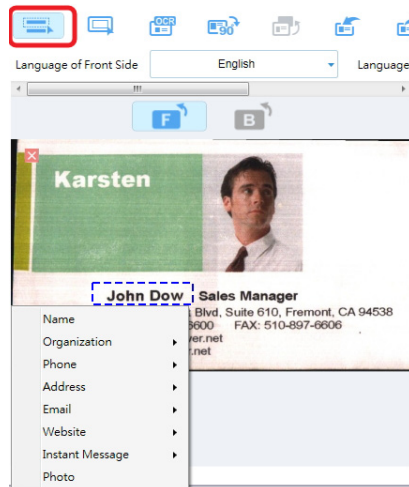 OCR
90
Language of Front Side English Language
F B
Karsten
John Dow Sales Manager
Blvd, Suite 610, Fremont, CA 94538
6600 FAX: 510-897-6606
ver.net
.net
Name
Organization
Phone
Address
Email
Website
Instant Message
Photo